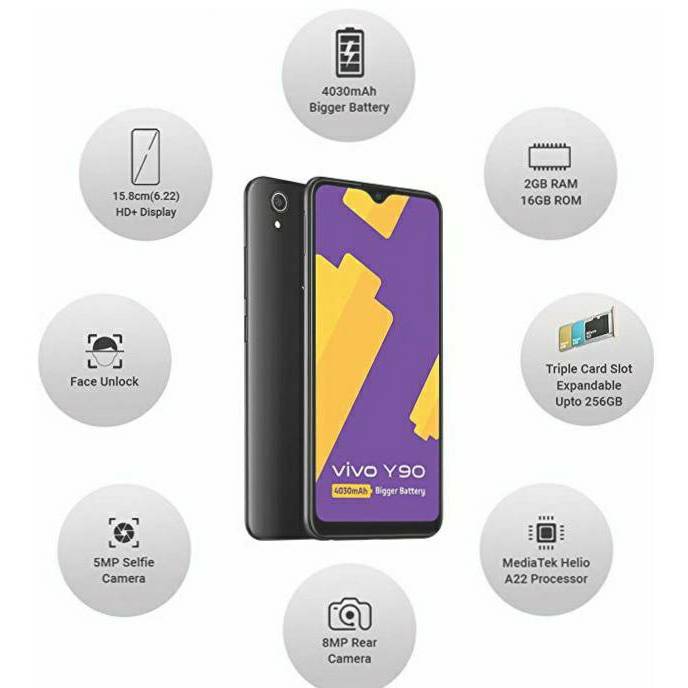 4030mAh
Bigger Battery
15.8cm(6.22)
HD+ Display
2GB RAM
16GB ROM
Face Unlock
Triple Card Slot
Expandable
Upto 256GB
vivo Y90
4030mAh Bigger Battery
5MP Selfie
Camera
MediaTek Helio
A22 Processor
8MP Rear
Camera